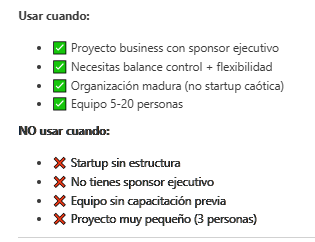 Usar cuando:
• ✅ Proyecto business con sponsor ejecutivo
• ✅ Necesitas balance control + flexibilidad
• ✅ Organización madura (no startup caótica)
• ✅ Equipo 5-20 personas
NO usar cuando:
• ❌ Startup sin estructura
• ❌ No tienes sponsor ejecutivo
• ❌ Equipo sin capacitación previa
• ❌ Proyecto muy pequeño (3 personas)